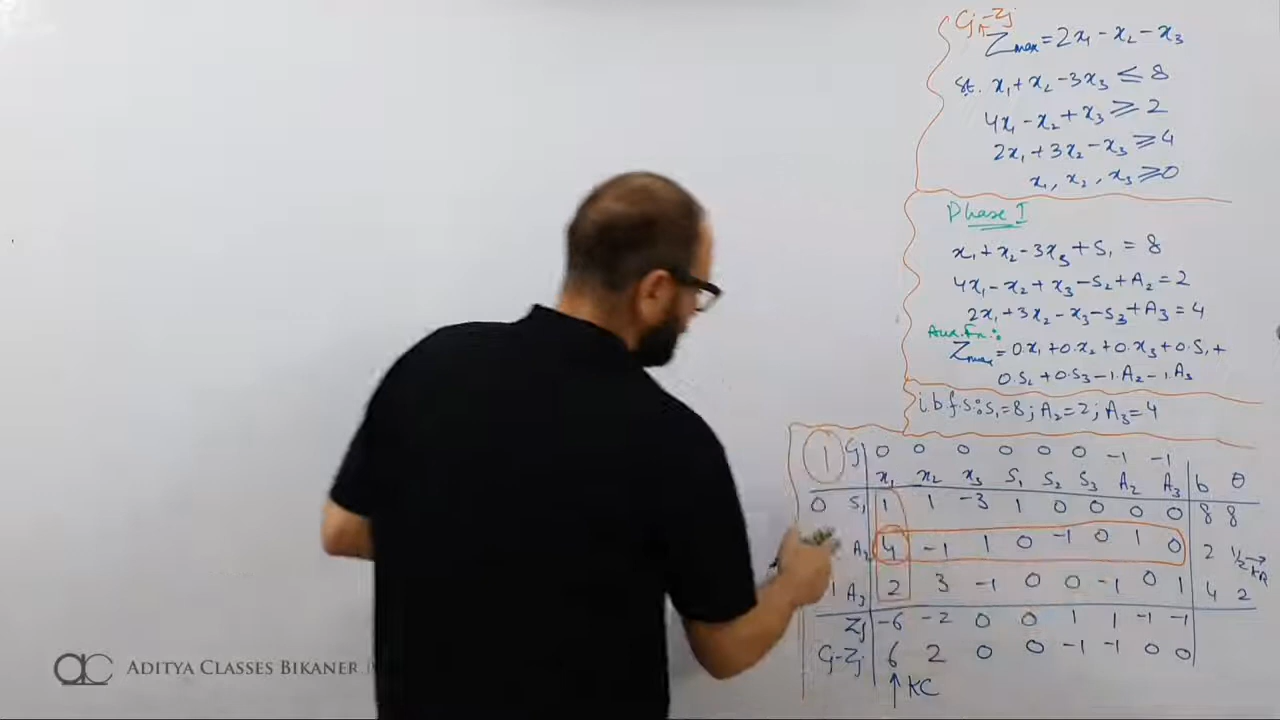 Cj-Zj
Zmax = 2x₁ - x₂ - x₃
st. x₁ + x₂ - 3x₃ ≤ 8
4x₁ - x₂ + x₃ ≥ 2
2x₁ + 3x₂ - x₃ ≥ 4
x₁, x₂, x₃ ≥ 0
Phase I
x₁ + x₂ - 3x₃ + S₁ = 8
4x₁ - x₂ + x₃ - S₂ + A₂ = 2
2x₁ + 3x₂ - x₃ - S₃ + A₃ = 4
Aux. Fn.:
Zmax = 0.x₁ + 0.x₂ + 0.x₃ + 0.S₁ +
0.S₂ + 0.S₃ - 1.A₂ - 1.A₃
i.b.f.s: S₁ = 8; A₂ = 2; A₃ = 4
1 Cj 0 0 0 0 0 0 -1 -1
x₁ x₂ x₃ S₁ S₂ S₃ A₂ A₃ b θ
0 S₁ 1 1 -3 1 0 0 0 0 8 8
A₂ 4 -1 1 0 -1 0 1 0 2 1/2 → KR
1 A₃ 2 3 -1 0 0 -1 0 1 4 2
Zj -6 -2 0 0 1 1 -1 -1
Cj-Zj 6 2 0 0 -1 -1 0 0
↑ KC
ac ADITYA CLASSES BIKANER